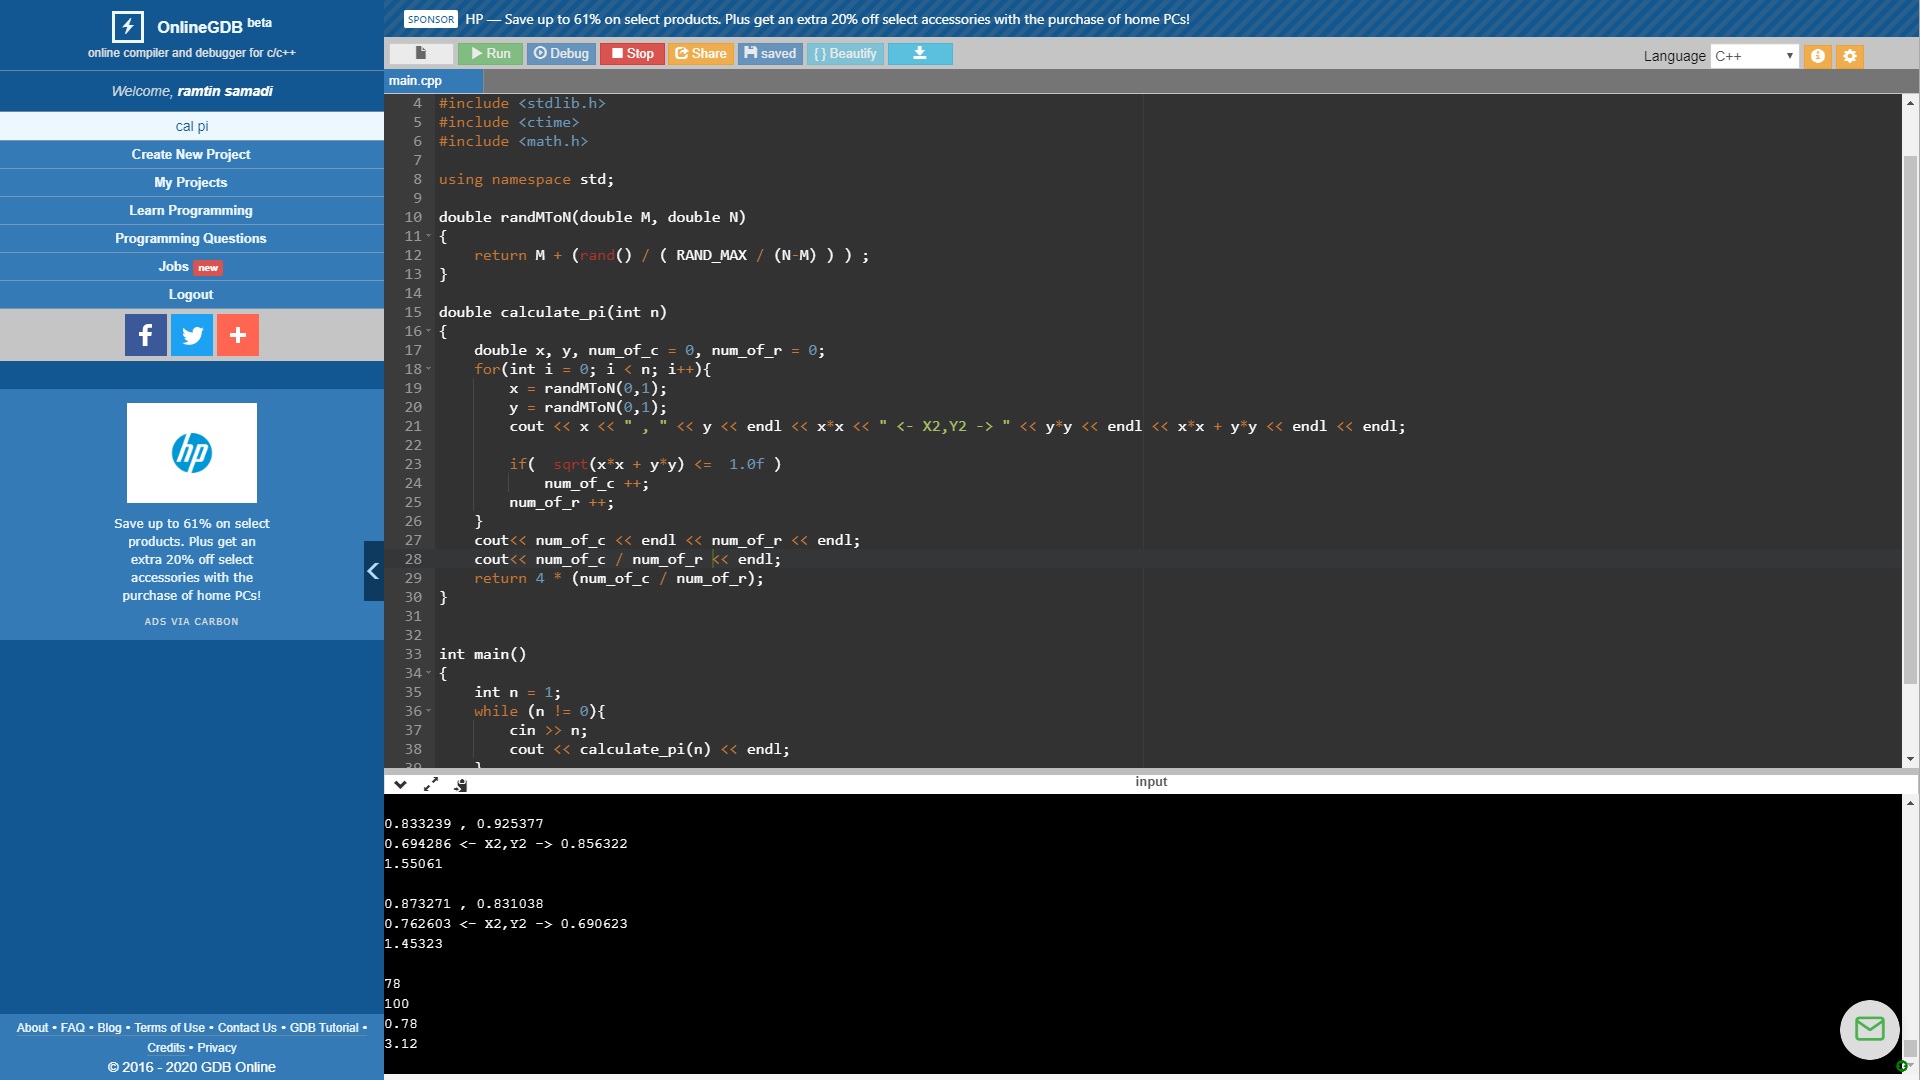 OnlineGDB beta
online compiler and debugger for c/c++
Welcome, ramtin samadi
cal pi
Create New Project
My Projects
Learn Programming
Programming Questions
Jobs new
Logout
hp
Save up to 61% on select
products. Plus get an
extra 20% off select
accessories with the
purchase of home PCs!
ADS VIA CARBON
About • FAQ • Blog • Terms of Use • Contact Us • GDB Tutorial •
Credits • Privacy
© 2016 - 2020 GDB Online
SPONSOR HP — Save up to 61% on select products. Plus get an extra 20% off select accessories with the purchase of home PCs!
Run Debug Stop Share saved {} Beautify
Language C++
main.cpp
4 #include <stdlib.h>
5 #include <ctime>
6 #include <math.h>
7
8 using namespace std;
9
10 double randMToN(double M, double N)
11 {
12 return M + (rand() / ( RAND_MAX / (N-M) ) ) ;
13 }
14
15 double calculate_pi(int n)
16 {
17 double x, y, num_of_c = 0, num_of_r = 0;
18 for(int i = 0; i < n; i++){
19 x = randMToN(0,1);
20 y = randMToN(0,1);
21 cout << x << " , " << y << endl << x*x << " <- X2,Y2 -> " << y*y << endl << x*x + y*y << endl << endl;
22
23 if( sqrt(x*x + y*y) <= 1.0f )
24 num_of_c ++;
25 num_of_r ++;
26 }
27 cout<< num_of_c << endl << num_of_r << endl;
28 cout<< num_of_c / num_of_r << endl;
29 return 4 * (num_of_c / num_of_r);
30 }
31
32
33 int main()
34 {
35 int n = 1;
36 while (n != 0){
37 cin >> n;
38 cout << calculate_pi(n) << endl;
39 }
input
0.833239 , 0.925377
0.694286 <- X2,Y2 -> 0.856322
1.55061
0.873271 , 0.831038
0.762603 <- X2,Y2 -> 0.690623
1.45323
78
100
0.78
3.12